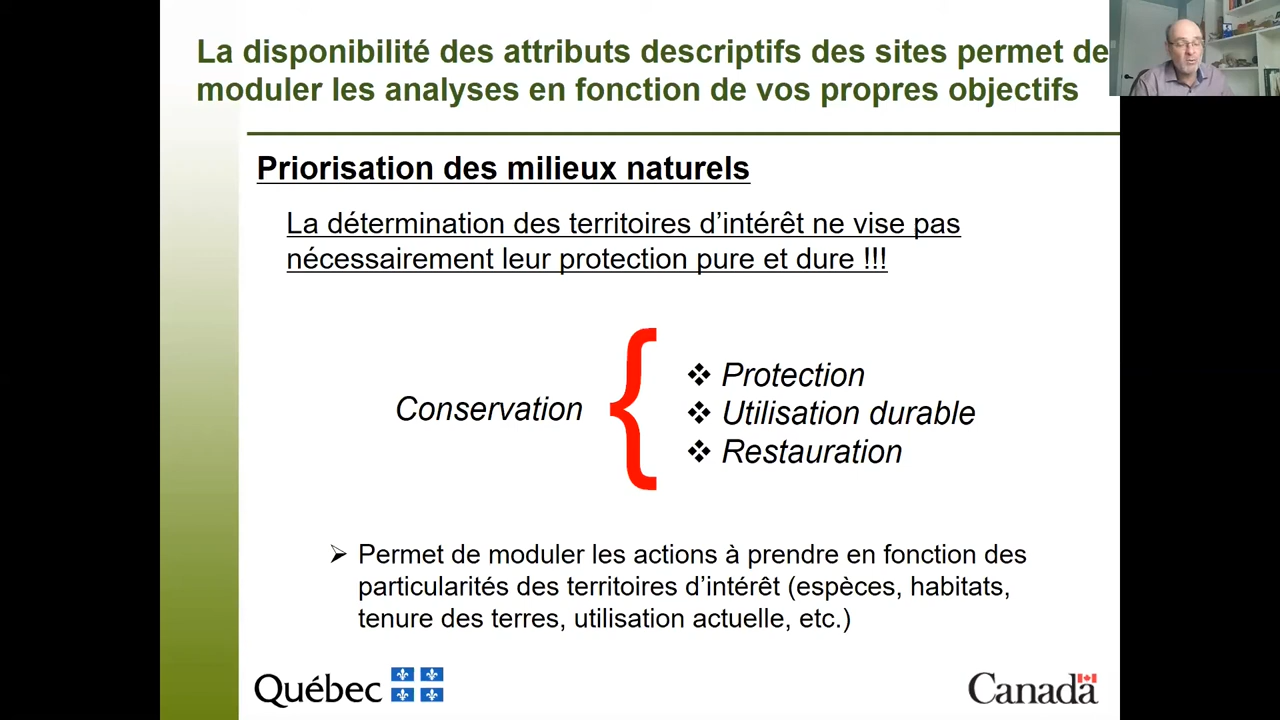 La disponibilité des attributs descriptifs des sites permet de
moduler les analyses en fonction de vos propres objectifs
Priorisation des milieux naturels
La détermination des territoires d’intérêt ne vise pas
nécessairement leur protection pure et dure !!!
Conservation
❖ Protection
❖ Utilisation durable
❖ Restauration
➢ Permet de moduler les actions à prendre en fonction des
particularités des territoires d’intérêt (espèces, habitats,
tenure des terres, utilisation actuelle, etc.)
Québec
Canada